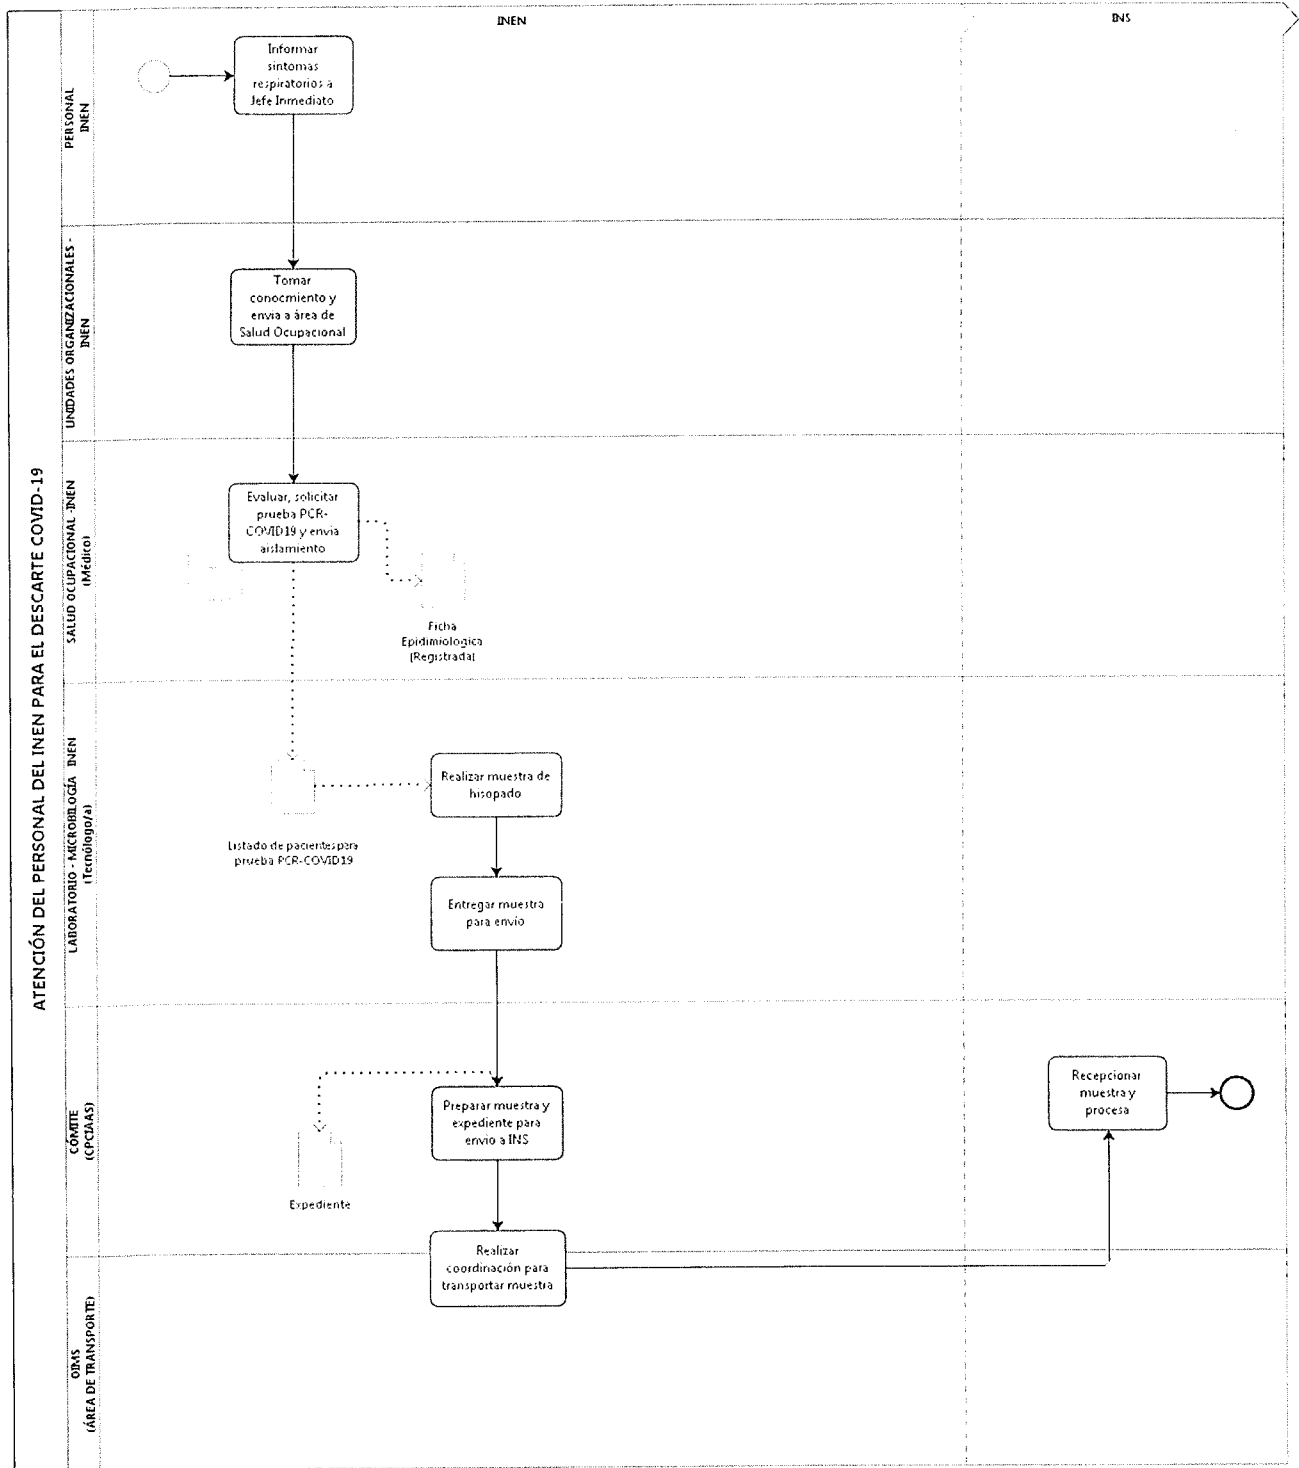 INEN
INS
ATENCIÓN DEL PERSONAL DEL INEN PARA EL DESCARTE COVID-19
PERSONAL
INEN
Informar
sintomas
respiratorios a
Jefe Inmediato
UNIDADES ORGANIZACIONALES -
INEN
Tomar
conocmiento y
envia a área de
Salud Ocupacional
SALUD OCUPACIONAL -INEN
(Médico)
Evaluar, solicitar
prueba PCR-
COVID19 y envia
aislamiento
Ficha
Epidimiologica
(Registrada)
LABORATORIO - MICROBILOGÍA INEN
(Tecnólogo/a)
Listado de pacientes para
prueba PCR-COVID19
Realizar muestra de
hisopado
Entregar muestra
para envio
CÓMITE
(CPCIAAS)
Expediente
Preparar muestra y
expediente para
envio a INS
Recepcionar
muestra y
procesa
Realizar
coordinación para
transportar muestra
OIMS
(ÁREA DE TRANSPORTE)